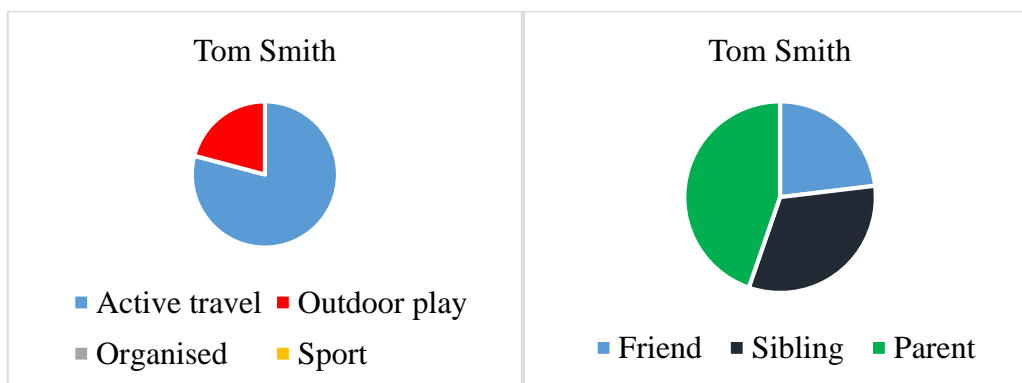 Tom Smith
Active travel Outdoor play
Organised Sport
Tom Smith
Friend Sibling Parent